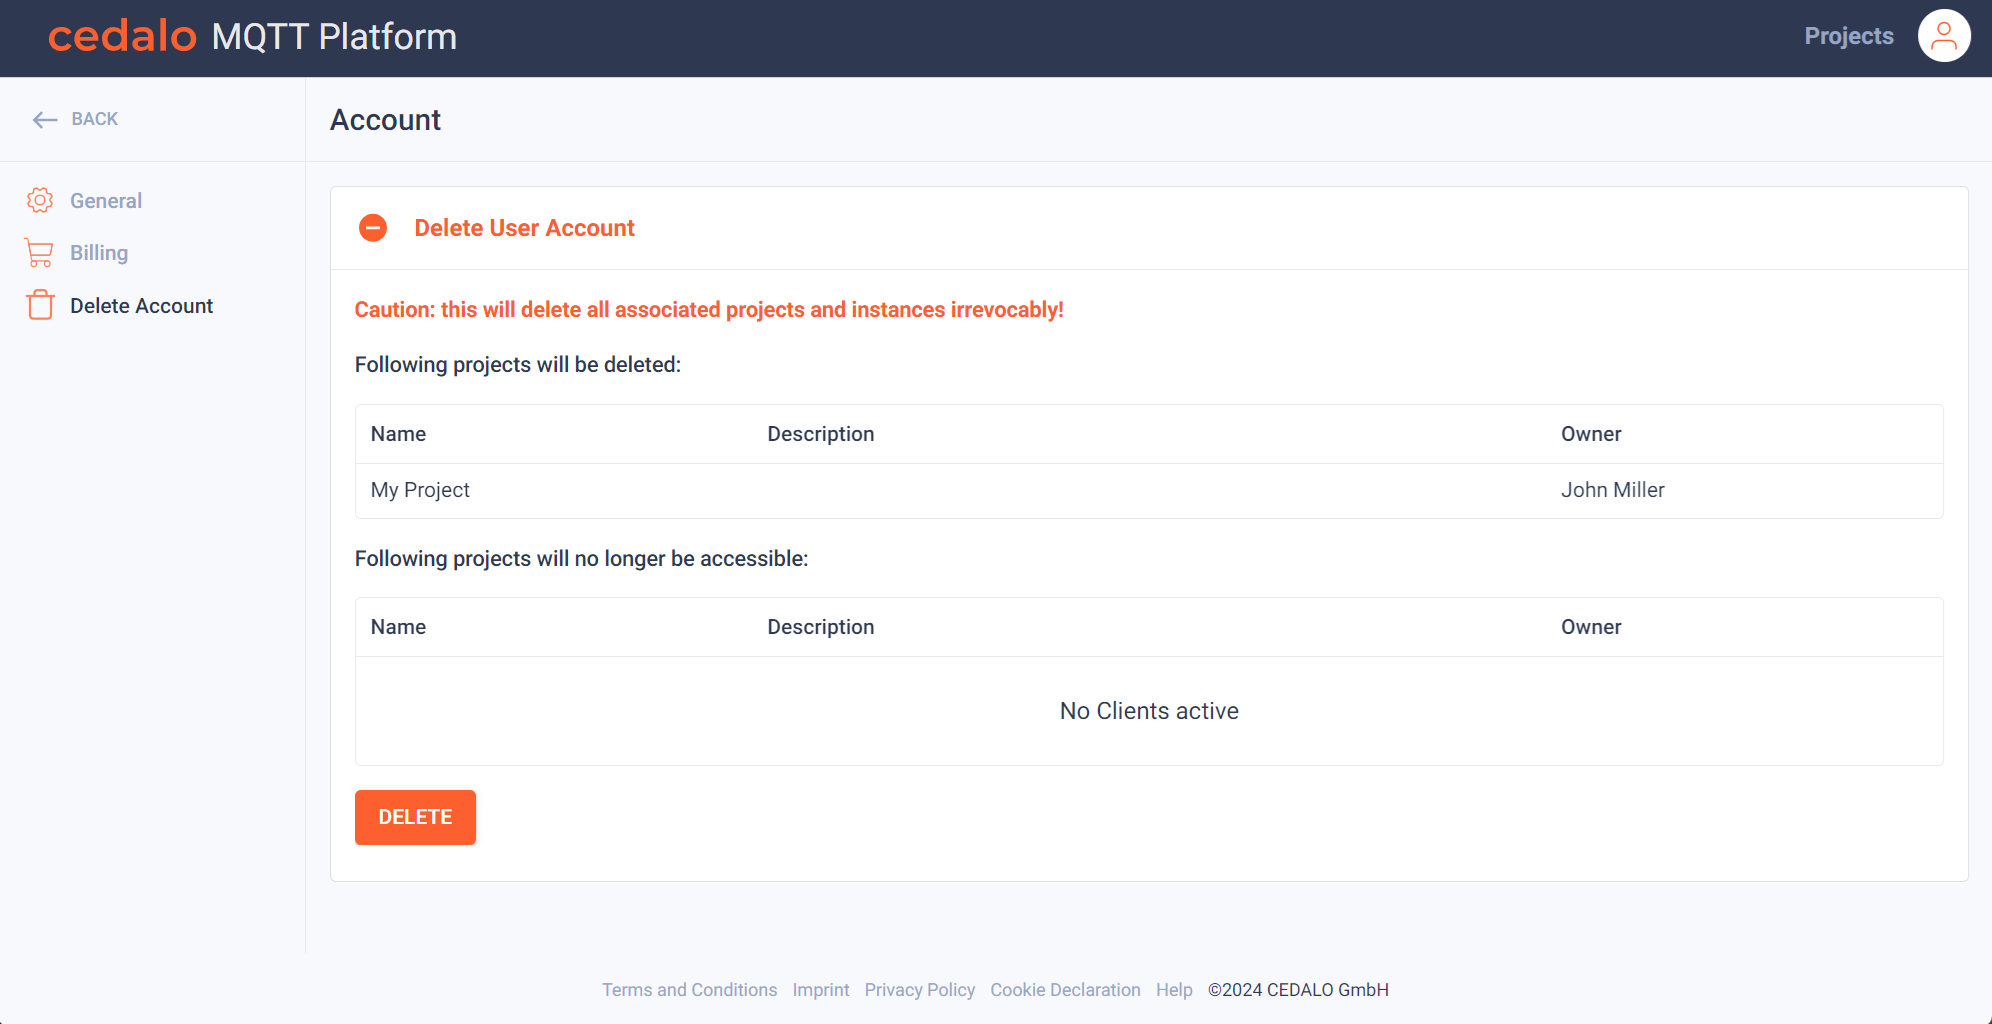 cedalo MQTT Platform
Projects
BACK
Account
General
Billing
Delete Account
Delete User Account
Caution: this will delete all associated projects and instances irrevocably!
Following projects will be deleted:
Name Description Owner
My Project John Miller
Following projects will no longer be accessible:
Name Description Owner
No Clients active
DELETE
Terms and Conditions Imprint Privacy Policy Cookie Declaration Help ©2024 CEDALO GmbH